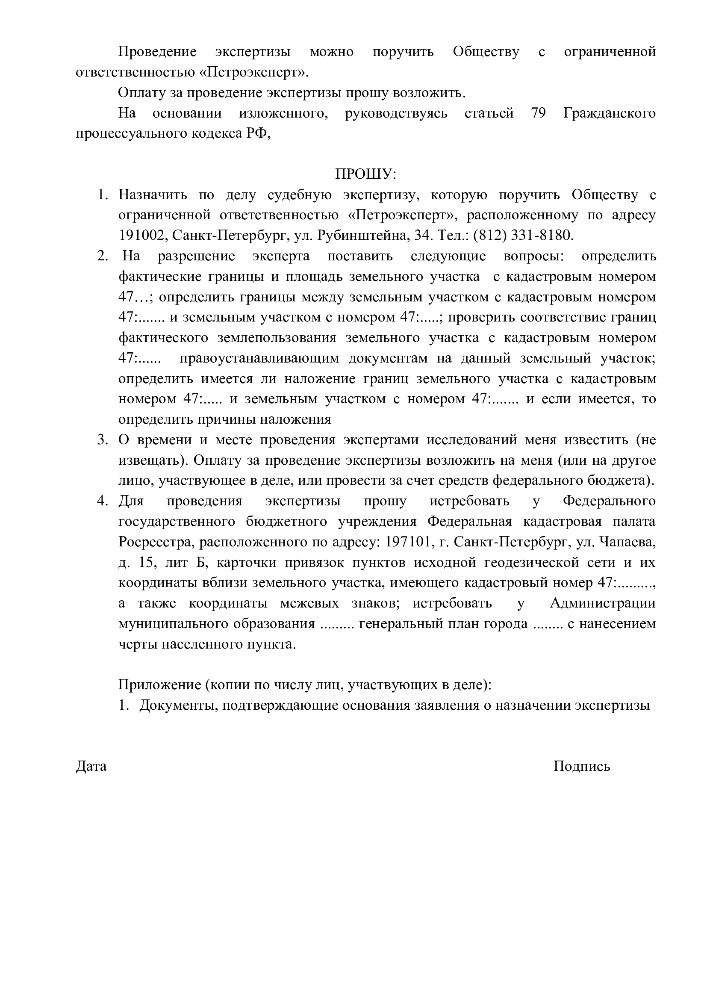 Проведение экспертизы можно поручить Обществу с ограниченной
ответственностью «Петроэксперт».
Оплату за проведение экспертизы прошу возложить.
На основании изложенного, руководствуясь статьей 79 Гражданского
процессуального кодекса РФ,
ПРОШУ:
1. Назначить по делу судебную экспертизу, которую поручить Обществу с
ограниченной ответственностью «Петроэксперт», расположенному по адресу
191002, Санкт-Петербург, ул. Рубинштейна, 34. Тел.: (812) 331-8180.
2. На разрешение эксперта поставить следующие вопросы: определить
фактические границы и площадь земельного участка с кадастровым номером
47…; определить границы между земельным участком с кадастровым номером
47:....... и земельным участком с номером 47:.....; проверить соответствие границ
фактического землепользования земельного участка с кадастровым номером
47:...... правоустанавливающим документам на данный земельный участок;
определить имеется ли наложение границ земельного участка с кадастровым
номером 47:..... и земельным участком с номером 47:....... и если имеется, то
определить причины наложения
3. О времени и месте проведения экспертами исследований меня известить (не
извещать). Оплату за проведение экспертизы возложить на меня (или на другое
лицо, участвующее в деле, или провести за счет средств федерального бюджета).
4. Для проведения экспертизы прошу истребовать у Федерального
государственного бюджетного учреждения Федеральная кадастровая палата
Росреестра, расположенного по адресу: 197101, г. Санкт-Петербург, ул. Чапаева,
д. 15, лит Б, карточки привязок пунктов исходной геодезической сети и их
координаты вблизи земельного участка, имеющего кадастровый номер 47:.........,
а также координаты межевых знаков; истребовать у Администрации
муниципального образования ......... генеральный план города ........ с нанесением
черты населенного пункта.
Приложение (копии по числу лиц, участвующих в деле):
1. Документы, подтверждающие основания заявления о назначении экспертизы
Дата Подпись